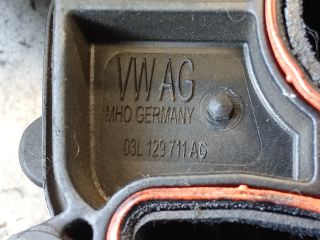 VW AG
MHO GERMANY
03L 129 711 AG